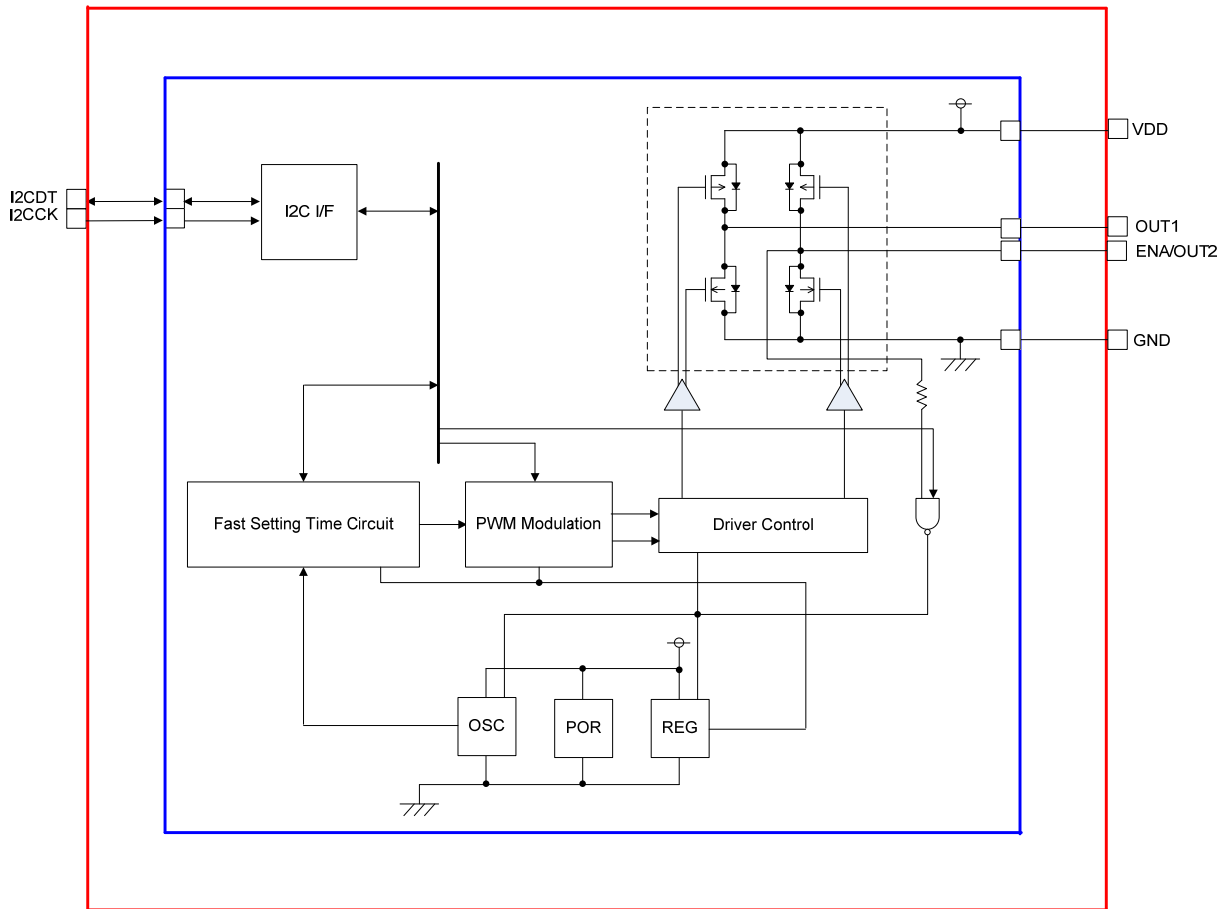 VDD
I2CDT
I2CCK
I2C I/F
OUT1
ENA/OUT2
GND
Fast Setting Time Circuit
PWM Modulation
Driver Control
OSC
POR
REG